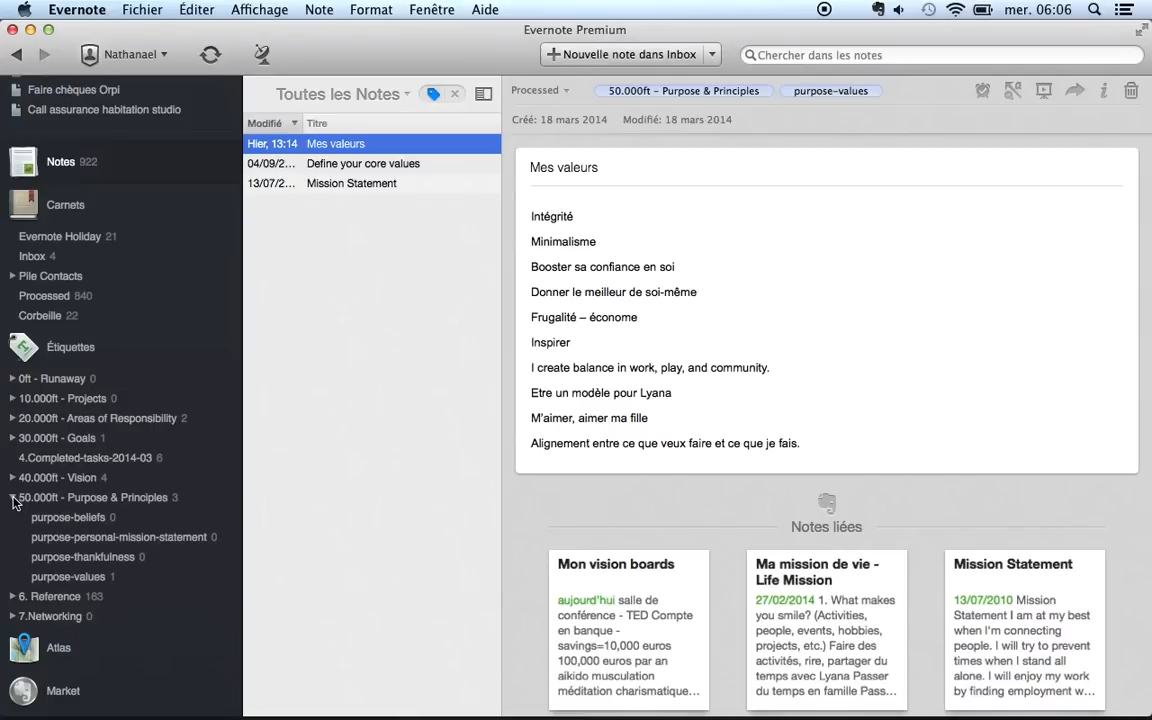 Evernote Fichier Éditer Affichage Note Format Fenêtre Aide mer. 06:06
Evernote Premium
Nathanael
+ Nouvelle note dans Inbox
Chercher dans les notes
Faire chèques Orpi
Call assurance habitation studio
Notes 922
Carnets
Evernote Holiday 21
Inbox 4
Pile Contacts
Processed 840
Corbeille 22
Étiquettes
0ft - Runaway 0
10.000ft - Projects 0
20.000ft - Areas of Responsibility 2
30.000ft - Goals 1
4.Completed-tasks-2014-03 6
40.000ft - Vision 4
50.000ft - Purpose & Principles 3
purpose-beliefs 0
purpose-personal-mission-statement 0
purpose-thankfulness 0
purpose-values 1
6. Reference 163
7.Networking 0
Atlas
Market
Toutes les Notes
Modifié Titre
Hier, 13:14 Mes valeurs
04/09/2... Define your core values
13/07/2... Mission Statement
Processed 50.000ft - Purpose & Principles purpose-values
Créé: 18 mars 2014 Modifié: 18 mars 2014
Mes valeurs
Intégrité
Minimalisme
Booster sa confiance en soi
Donner le meilleur de soi-même
Frugalité – économe
Inspirer
I create balance in work, play, and community.
Etre un modèle pour Lyana
M'aimer, aimer ma fille
Alignement entre ce que veux faire et ce que je fais.
Notes liées
Mon vision boards
aujourd'hui salle de
conférence - TED Compte
en banque -
savings=10,000 euros
100,000 euros par an
aïkido musculation
méditation charismatique...
Ma mission de vie -
Life Mission
27/02/2014 1. What makes
you smile? (Activities,
people, events, hobbies,
projects, etc.) Faire des
activités, rire, partager du
temps avec Lyana Passer
du temps en famille Pass...
Mission Statement
13/07/2010 Mission
Statement I am at my best
when I'm connecting
people. I will try to prevent
times when I stand all
alone. I will enjoy my work
by finding employment w...